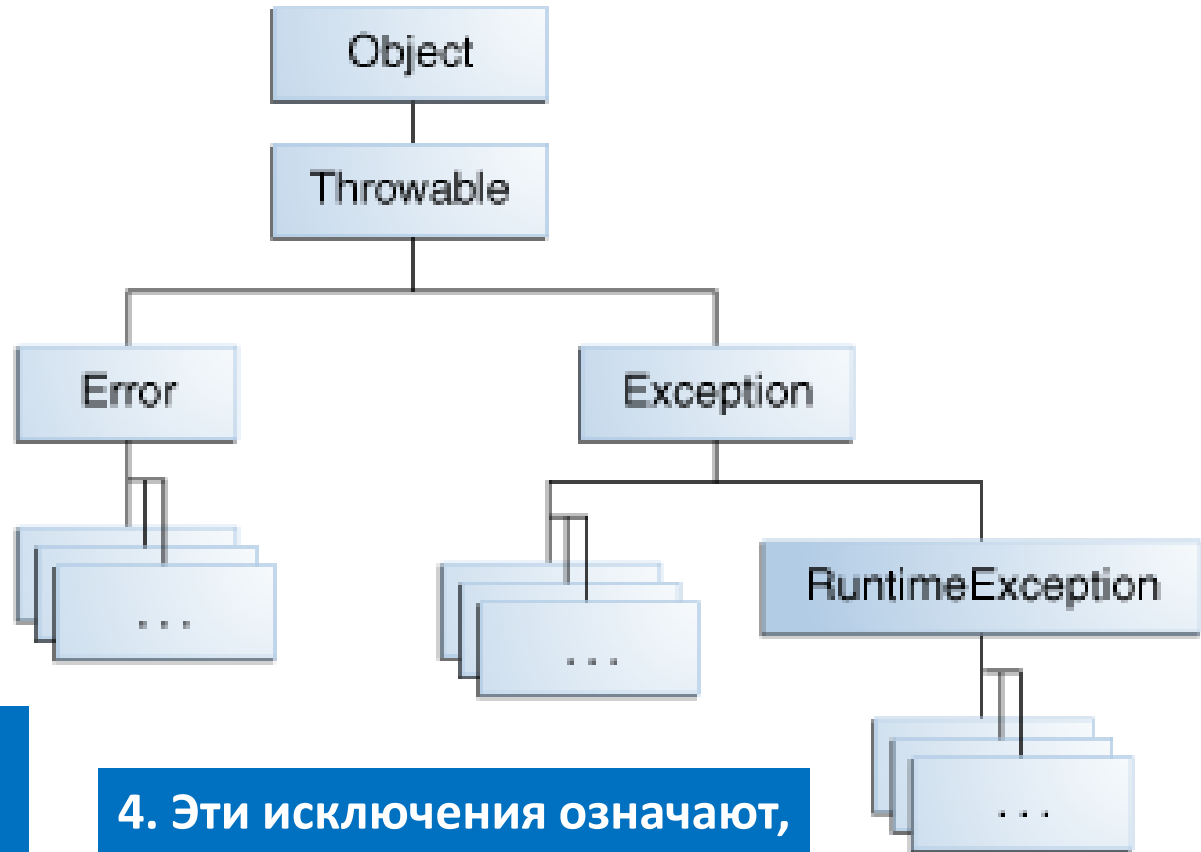 Object
Throwable
Error
Exception
. . .
. . .
RuntimeException
. . .
4. Эти исключения означают,